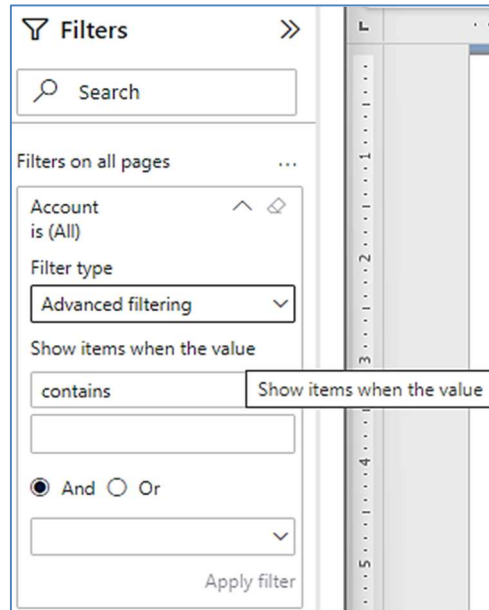 Filters
Search
Filters on all pages
Account
is (All)
Filter type
Advanced filtering
Show items when the value
contains
Show items when the value
And Or
Apply filter
1
2
3
4
5